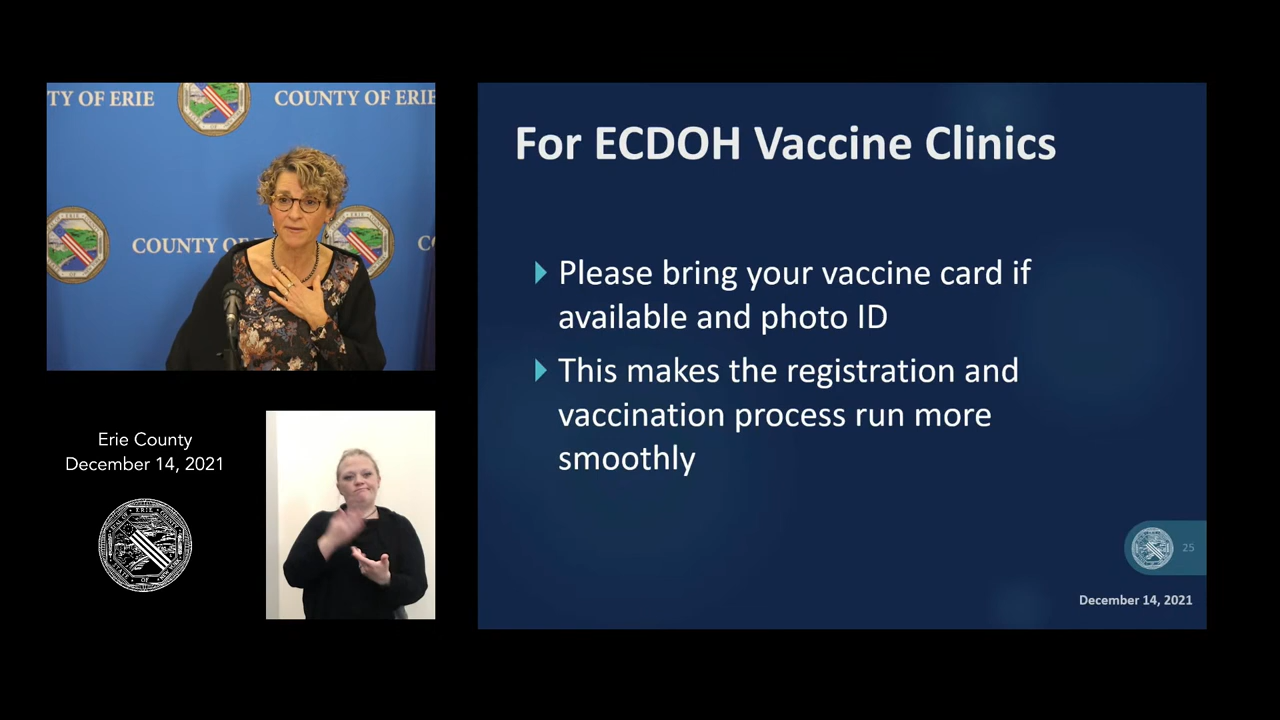 TY OF ERIE
COUNTY OF ERIE
COUNTY OF
For ECDOH Vaccine Clinics
Please bring your vaccine card if
available and photo ID
This makes the registration and
vaccination process run more
smoothly
25
December 14, 2021
Erie County
December 14, 2021
ERIE
OF